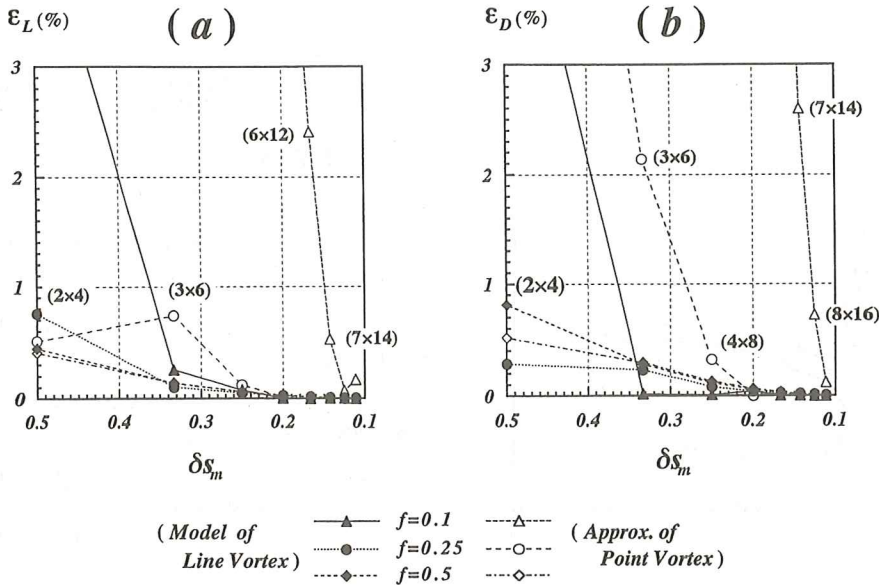 ε_L (%)
(a)
3
2
1
0
0.5 0.4 0.3 0.2 0.1
δs_m
(6×12)
(2×4)
(3×6)
(7×14)
ε_D (%)
(b)
3
2
1
0
0.5 0.4 0.3 0.2 0.1
δs_m
(7×14)
(3×6)
(2×4)
(4×8)
(8×16)
( Model of
Line Vortex )
f=0.1
f=0.25
f=0.5
( Approx. of
Point Vortex )